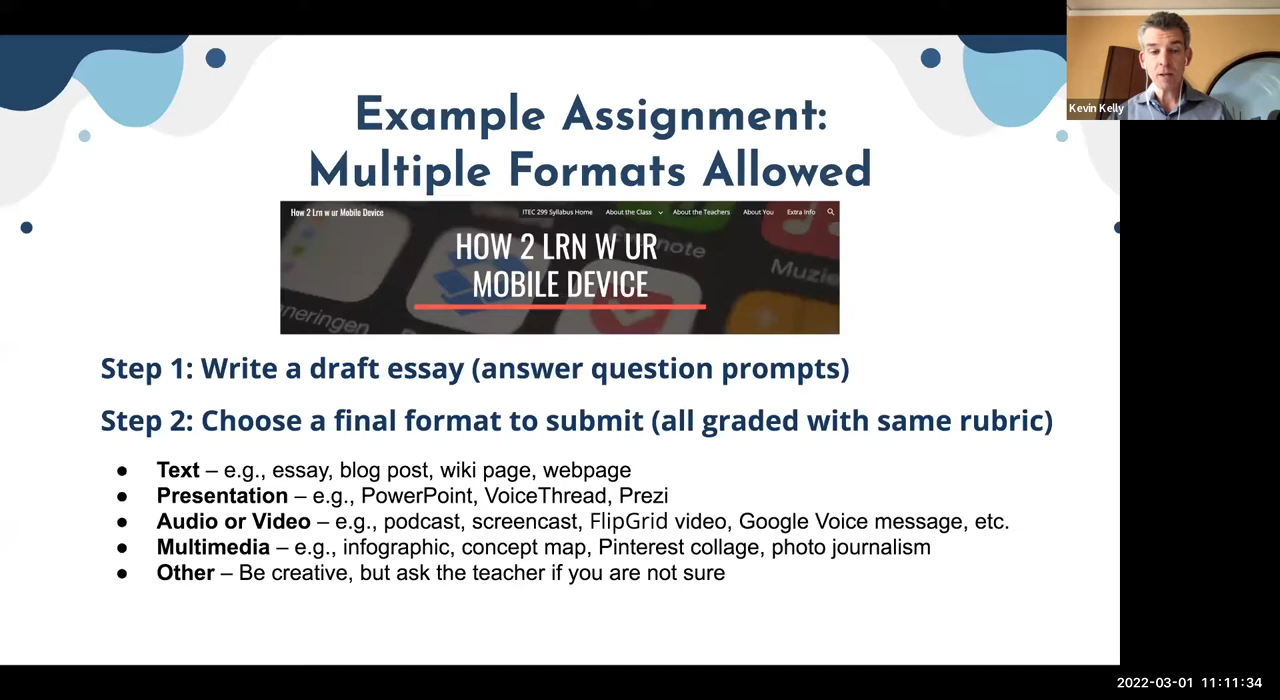 Kevin Kelly
Example Assignment:
Multiple Formats Allowed
How 2 Lrn w ur Mobile Device
ITEC 299 Syllabus Home About the Class About the Teachers About You Extra Info
HOW 2 LRN W UR
MOBILE DEVICE
Muzie
Step 1: Write a draft essay (answer question prompts)
Step 2: Choose a final format to submit (all graded with same rubric)
● Text – e.g., essay, blog post, wiki page, webpage
● Presentation – e.g., PowerPoint, VoiceThread, Prezi
● Audio or Video – e.g., podcast, screencast, FlipGrid video, Google Voice message, etc.
● Multimedia – e.g., infographic, concept map, Pinterest collage, photo journalism
● Other – Be creative, but ask the teacher if you are not sure
2022-03-01 11:11:34